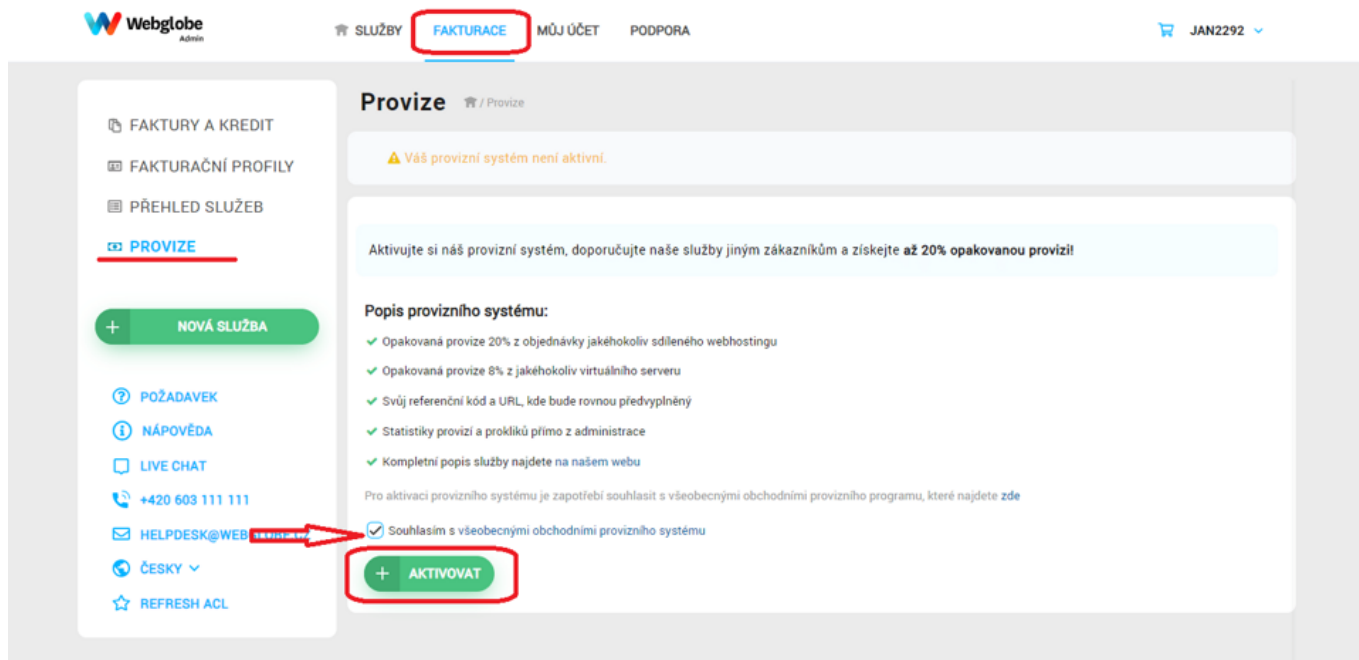 Webglobe
Admin
SLUŽBY
FAKTURACE
MŮJ ÚČET
PODPORA
JAN2292
FAKTURY A KREDIT
FAKTURAČNÍ PROFILY
PŘEHLED SLUŽEB
PROVIZE
+ NOVÁ SLUŽBA
POŽADAVEK
NÁPOVĚDA
LIVE CHAT
+420 603 111 111
HELPDESK@WEBGLOBE.CZ
ČESKY
REFRESH ACL
Provize / Provize
Váš provizní systém není aktivní.
Aktivujte si náš provizní systém, doporučujte naše služby jiným zákazníkům a získejte až 20% opakovanou provizi!
Popis provizního systému:
Opakovaná provize 20% z objednávky jakéhokoliv sdíleného webhostingu
Opakovaná provize 8% z jakéhokoliv virtuálního serveru
Svůj referenční kód a URL, kde bude rovnou předvyplněný
Statistiky provizí a prokliků přímo z administrace
Kompletní popis služby najdete na našem webu
Pro aktivaci provizního systému je zapotřebí souhlasit s všeobecnými obchodními provizního programu, které najdete zde
Souhlasím s všeobecnými obchodními provizního systému
+ AKTIVOVAT